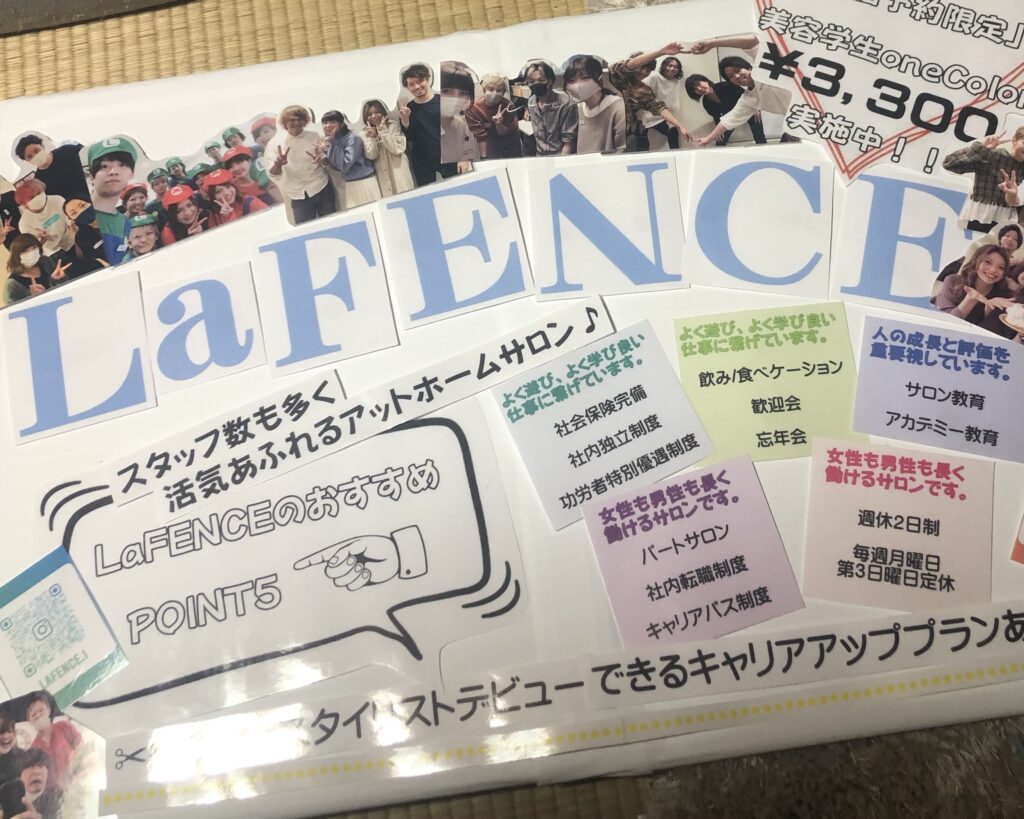 予約限定」
美容学生oneColor
¥3,300
実施中！！
LaFENCE
スタッフ数も多く
活気あふれるアットホームサロン♪
LaFENCEのおすすめ
POINT5
よく遊び、よく学び良い
仕事に繋げています。
社会保険完備
社内独立制度
功労者特別優遇制度
よく遊び、よく学び良い
仕事に繋げています。
飲み/食べケーション
歓迎会
忘年会
人の成長と評価を
重要視しています。
サロン教育
アカデミー教育
女性も男性も長く
働けるサロンです。
パートサロン
社内転職制度
キャリアパス制度
女性も男性も長く
働けるサロンです。
週休2日制
毎週月曜日
第3日曜日定休
LAFENCE_I
スタイリストデビューできるキャリアアッププランあ